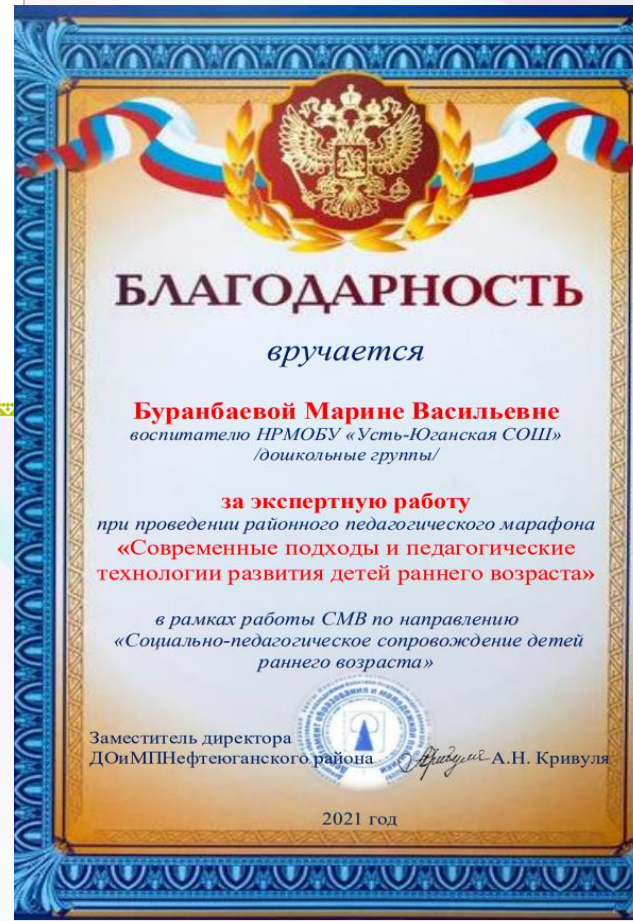 БЛАГОДАРНОСТЬ
вручается
Буранбаевой Марине Васильевне
воспитателю НРМОБУ «Усть-Юганская СОШ»
/дошкольные группы/
за экспертную работу
при проведении районного педагогического марафона
«Современные подходы и педагогические
технологии развития детей раннего возраста»
в рамках работы СМВ по направлению
«Социально-педагогическое сопровождение детей
раннего возраста»
Заместитель директора
ДОиМПНефтеюганского района А.Н. Кривуля
2021 год